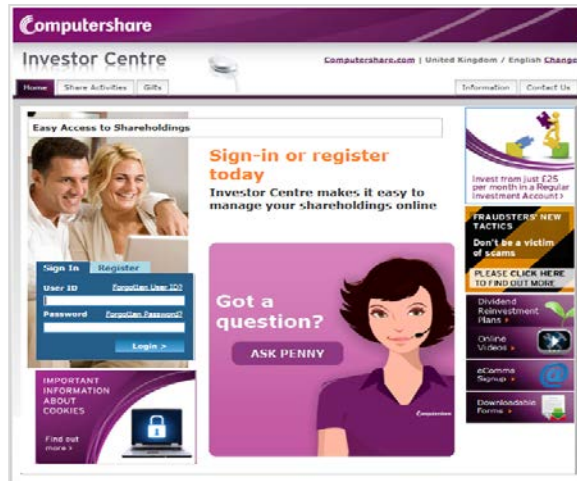 Computershare
Investor Centre
Computershare.com | United Kingdom / English Change
Home
Share Activities
Gifts
Information
Contact Us
Easy Access to Shareholdings
Sign-in or register
today
Investor Centre makes it easy to
manage your shareholdings online
Sign In
Register
User ID
Forgotten User ID?
Password
Forgotten Password?
Login >
IMPORTANT
INFORMATION
ABOUT
COOKIES
Find out
more >
Got a
question?
ASK PENNY
Computershare
Invest from just £25
per month in a Regular
Investment Account >
FRAUDSTERS' NEW
TACTICS
Don't be a victim
of scams
PLEASE CLICK HERE
TO FIND OUT MORE
Dividend
Reinvestment
Plans
Online
Videos
eComms
Signup
Downloadable
Forms